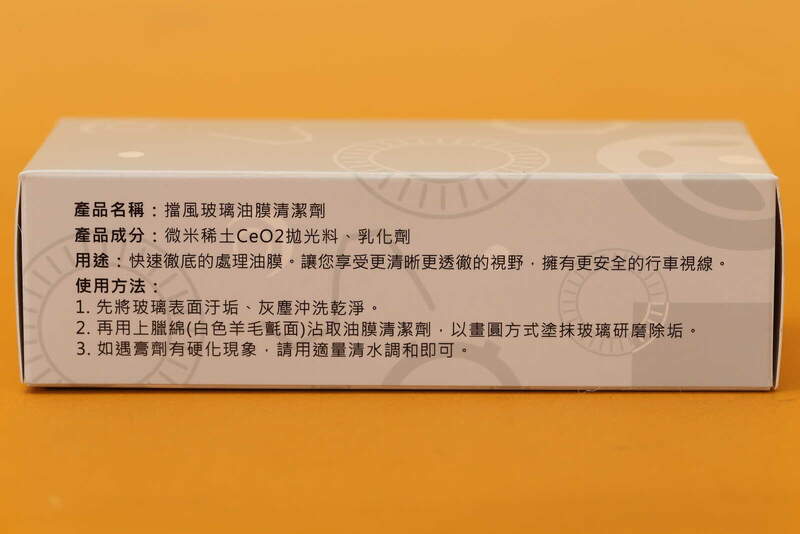 產品名稱：擋風玻璃油膜清潔劑
產品成分：微米稀土CeO2拋光料、乳化劑
用途：快速徹底的處理油膜。讓您享受更清晰更透徹的視野，擁有更安全的行車視線。
使用方法：
1. 先將玻璃表面汙垢、灰塵沖洗乾淨。
2. 再用上臘綿(白色羊毛氈面)沾取油膜清潔劑，以畫圓方式塗抹玻璃研磨除垢。
3. 如遇膏劑有硬化現象，請用適量清水調和即可。